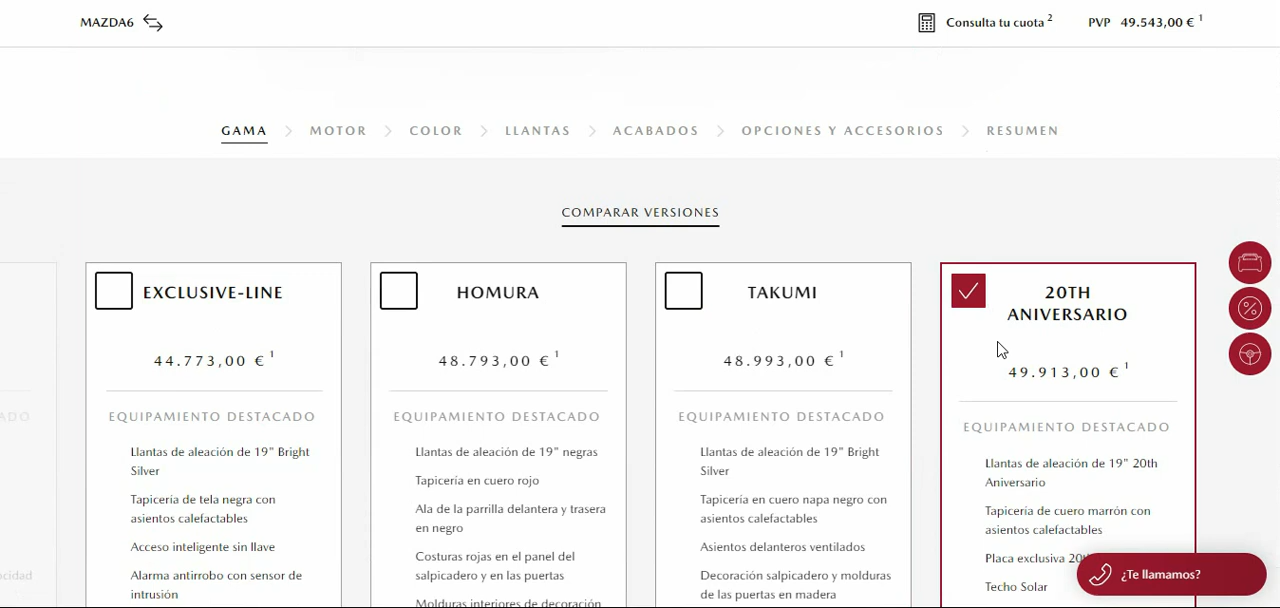 MAZDA6
Consulta tu cuota 2
PVP 49.543,00 € 1
GAMA
MOTOR
COLOR
LLANTAS
ACABADOS
OPCIONES Y ACCESORIOS
RESUMEN
COMPARAR VERSIONES
EXCLUSIVE-LINE
44.773,00 € 1
EQUIPAMIENTO DESTACADO
Llantas de aleación de 19" Bright
Silver
Tapicería de tela negra con
asientos calefactables
Acceso inteligente sin llave
Alarma antirrobo con sensor de
intrusión
HOMURA
48.793,00 € 1
EQUIPAMIENTO DESTACADO
Llantas de aleación de 19" negras
Tapicería en cuero rojo
Ala de la parrilla delantera y trasera
en negro
Costuras rojas en el panel del
salpicadero y en las puertas
Molduras interiores de decoración
TAKUMI
48.993,00 € 1
EQUIPAMIENTO DESTACADO
Llantas de aleación de 19" Bright
Silver
Tapicería en cuero napa negro con
asientos calefactables
Asientos delanteros ventilados
Decoración salpicadero y molduras
de las puertas en madera
20TH
ANIVERSARIO
49.913,00 € 1
EQUIPAMIENTO DESTACADO
Llantas de aleación de 19" 20th
Aniversario
Tapicería de cuero marrón con
asientos calefactables
Placa exclusiva
Techo Solar
¿Te llamamos?